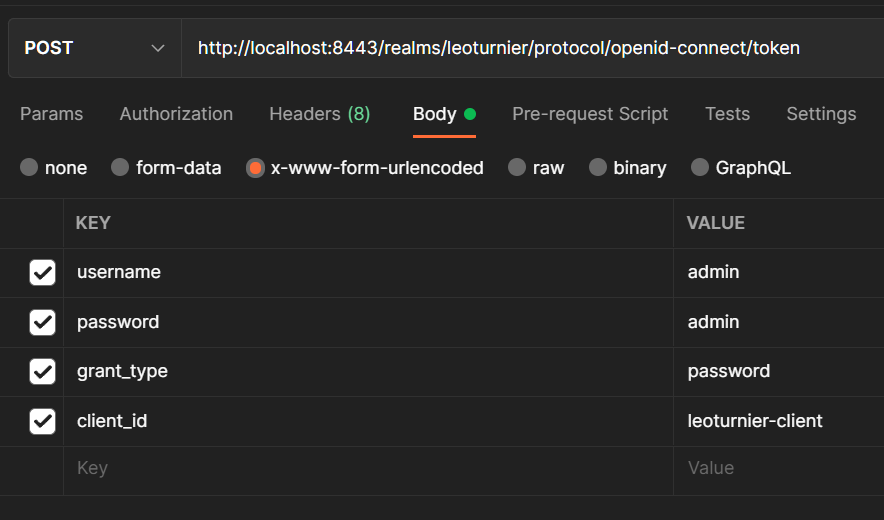 POST http://localhost:8443/realms/leoturnier/protocol/openid-connect/token
Params Authorization Headers (8) Body Pre-request Script Tests Settings
none form-data x-www-form-urlencoded raw binary GraphQL
KEY VALUE
username admin
password admin
grant_type password
client_id leoturnier-client
Key Value